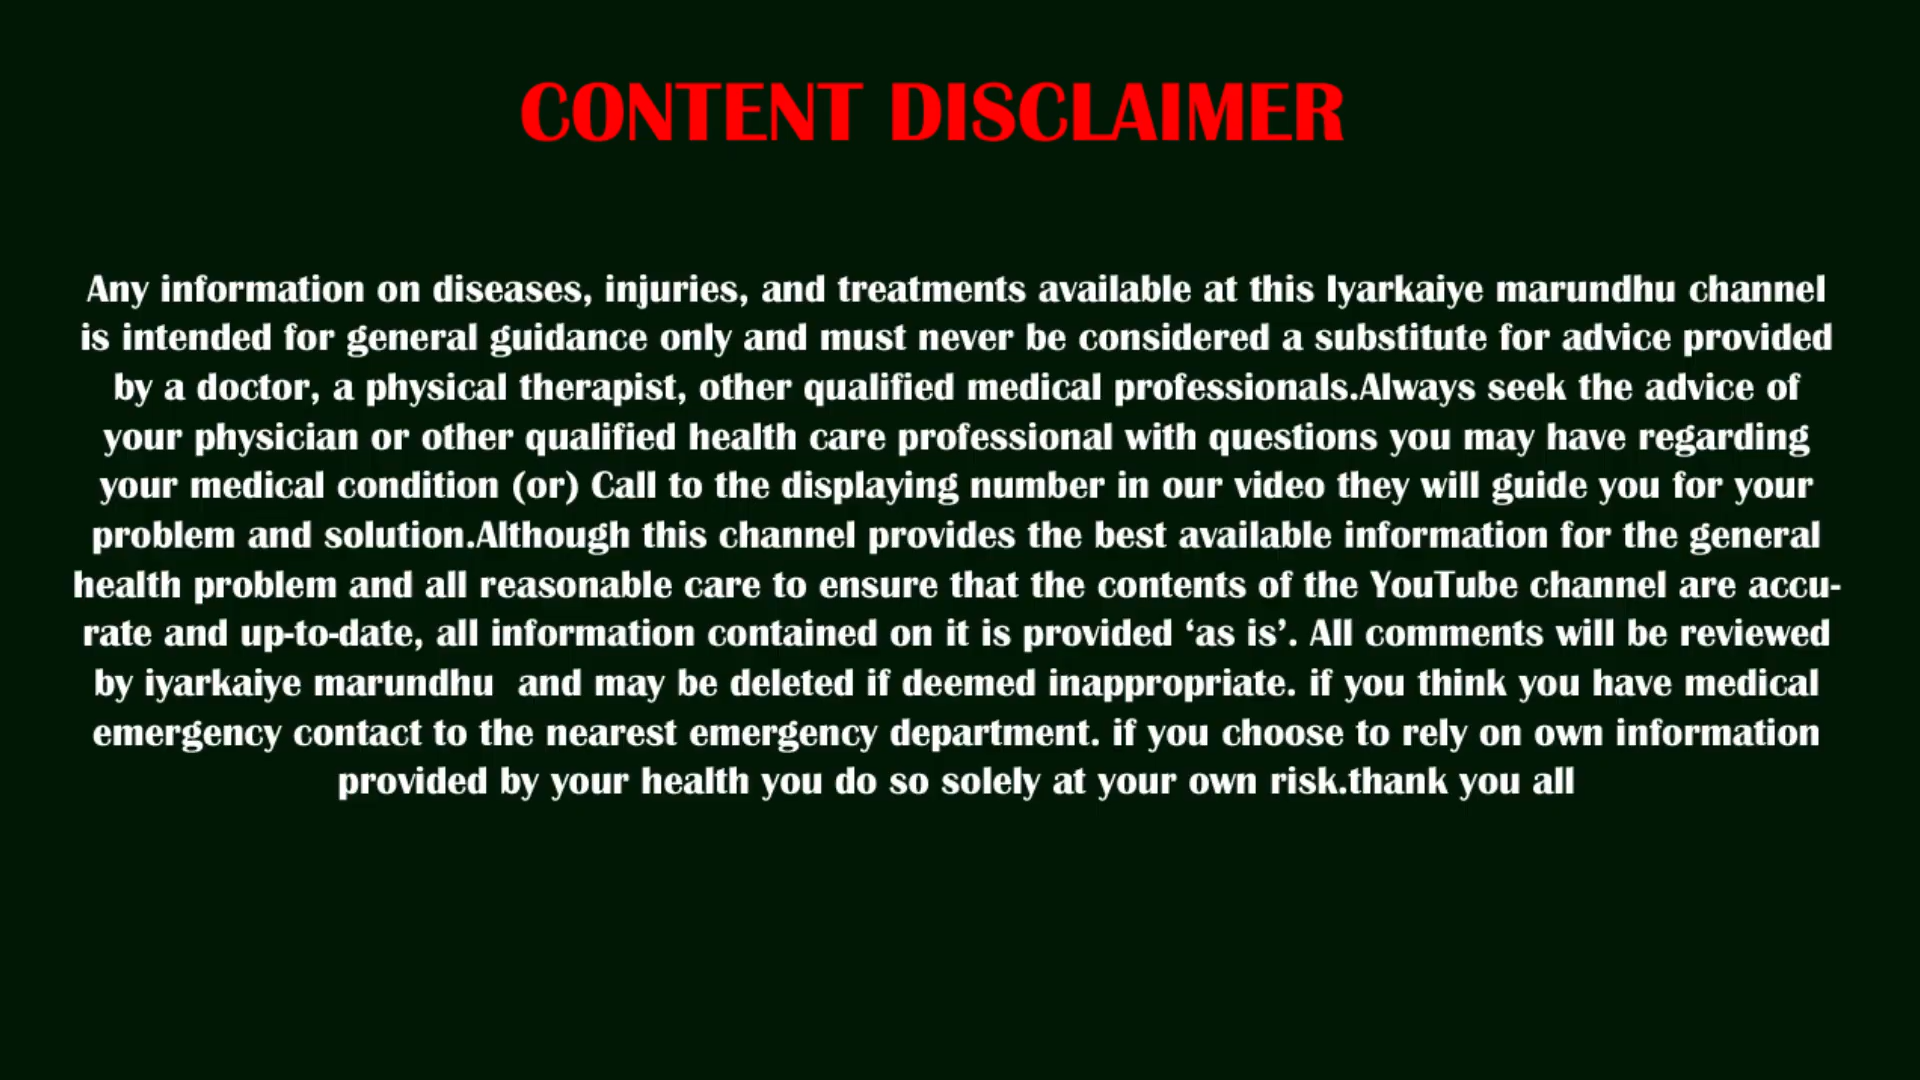 CONTENT DISCLAIMER
Any information on diseases, injuries, and treatments available at this Iyarkaiye marundhu channel
is intended for general guidance only and must never be considered a substitute for advice provided
by a doctor, a physical therapist, other qualified medical professionals.Always seek the advice of
your physician or other qualified health care professional with questions you may have regarding
your medical condition (or) Call to the displaying number in our video they will guide you for your
problem and solution.Although this channel provides the best available information for the general
health problem and all reasonable care to ensure that the contents of the YouTube channel are accu-
rate and up-to-date, all information contained on it is provided ‘as is’. All comments will be reviewed
by iyarkaiye marundhu  and may be deleted if deemed inappropriate. if you think you have medical
emergency contact to the nearest emergency department. if you choose to rely on own information
provided by your health you do so solely at your own risk.thank you all